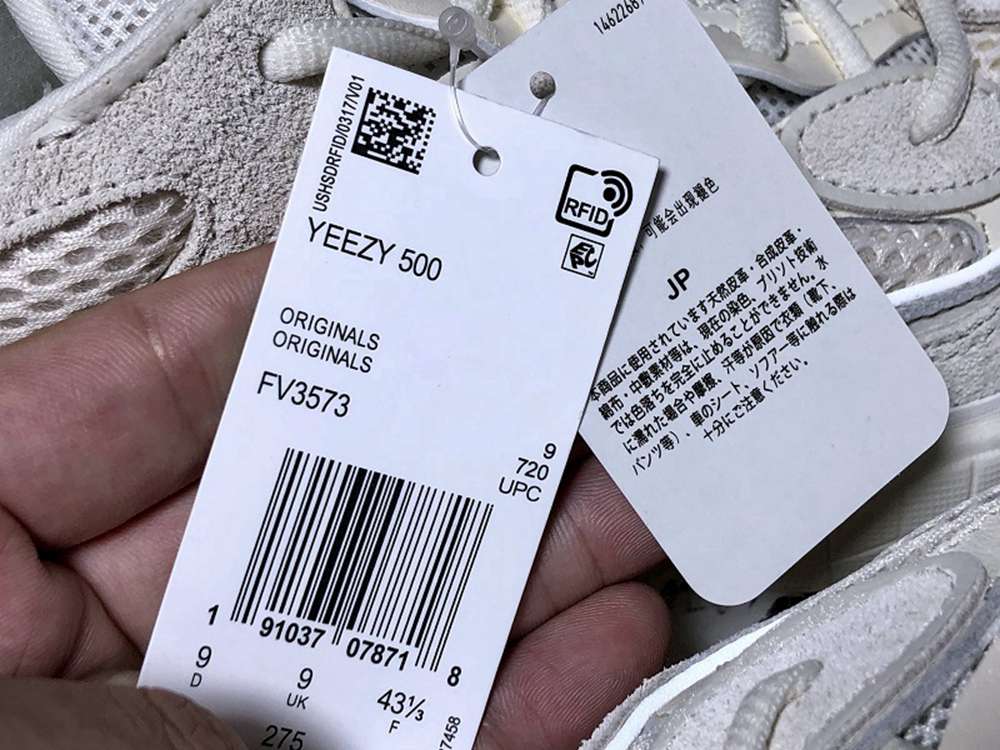 USHSDRFID/0317/V01
RFID
YEEZY 500
ORIGINALS
ORIGINALS
FV3573
9
720
UPC
1 91037 07871 8
9 9 43⅓
D UK F
275
7458
1462268
可能会出现褪色
JP
本商品に使用されています天然皮革・合成皮革・
綿布・中敷素材等は、現在の染色、プリント技術
では色落ちを完全に止めることができません。水
に濡れた場合や摩擦、汗等が原因で衣類（靴下、
パンツ等）、車のシート、ソファー等に触れる際は
十分にご注意ください。